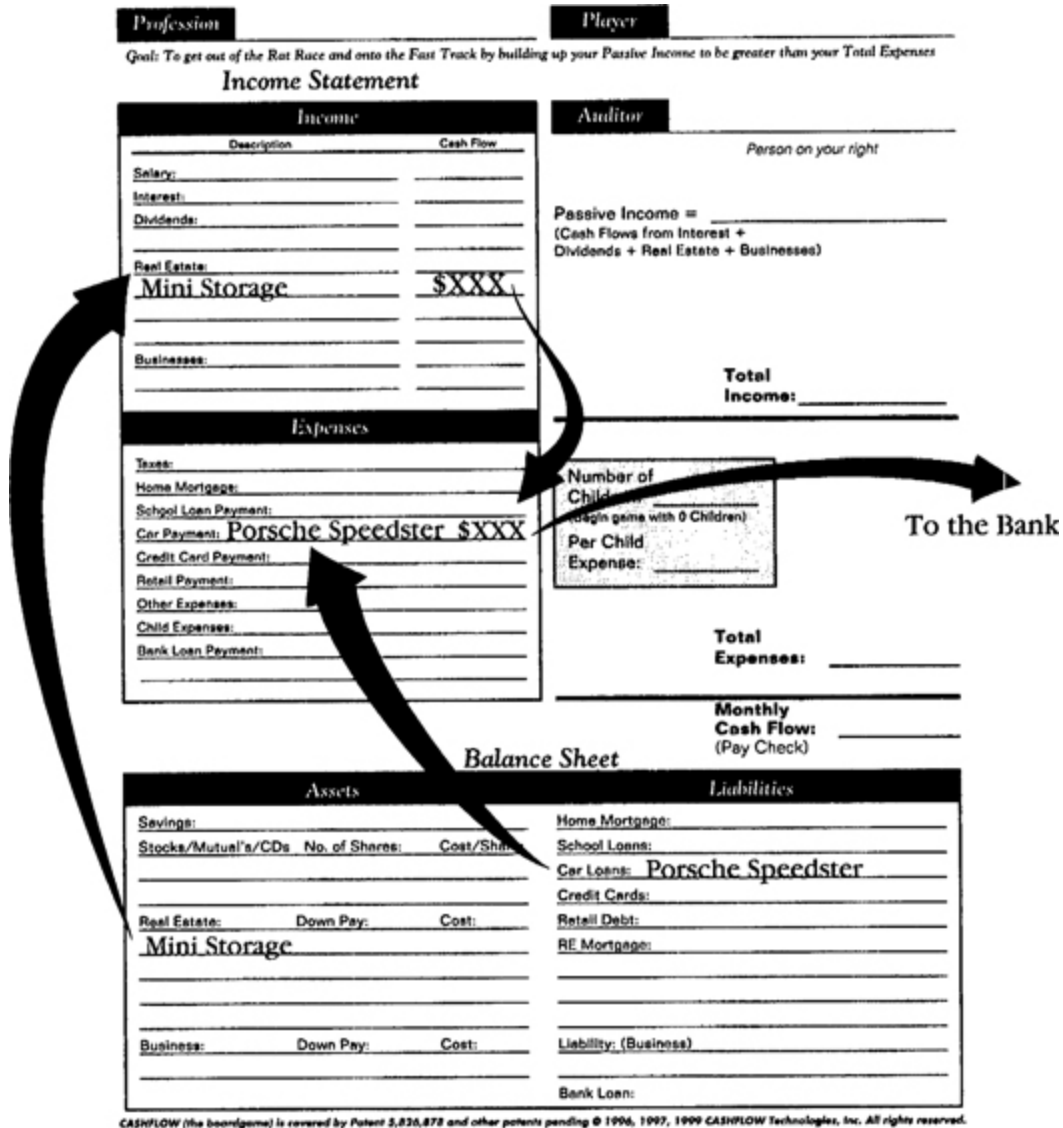 Profession
Player
Goal: To get out of the Rat Race and onto the Fast Track by building up your Passive Income to be greater than your Total Expenses
Income Statement
Income
Description Cash Flow
Salary:
Interest:
Dividends:
Real Estate:
Mini Storage $XXX
Businesses:
Auditor
Person on your right
Passive Income =
(Cash Flows from Interest +
Dividends + Real Estate + Businesses)
Total
Income:
Expenses
Taxes:
Home Mortgage:
School Loan Payment:
Car Payment: Porsche Speedster $XXX
Credit Card Payment:
Retail Payment:
Other Expenses:
Child Expenses:
Bank Loan Payment:
Number of
(Begin game with 0 Children)
Per Child
Expense:
To the Bank
Total
Expenses:
Monthly
Cash Flow:
(Pay Check)
Balance Sheet
Assets
Savings:
Stocks/Mutual's/CDs No. of Shares: Cost/Share:
Real Estate: Down Pay: Cost:
Mini Storage
Business: Down Pay: Cost:
Liabilities
Home Mortgage:
School Loans:
Car Loans: Porsche Speedster
Credit Cards:
Retail Debt:
RE Mortgage:
Liability: (Business)
Bank Loan:
CASHFLOW (the boardgame) is covered by Patent 5,826,878 and other patents pending © 1996, 1997, 1999 CASHFLOW Technologies, Inc. All rights reserved.